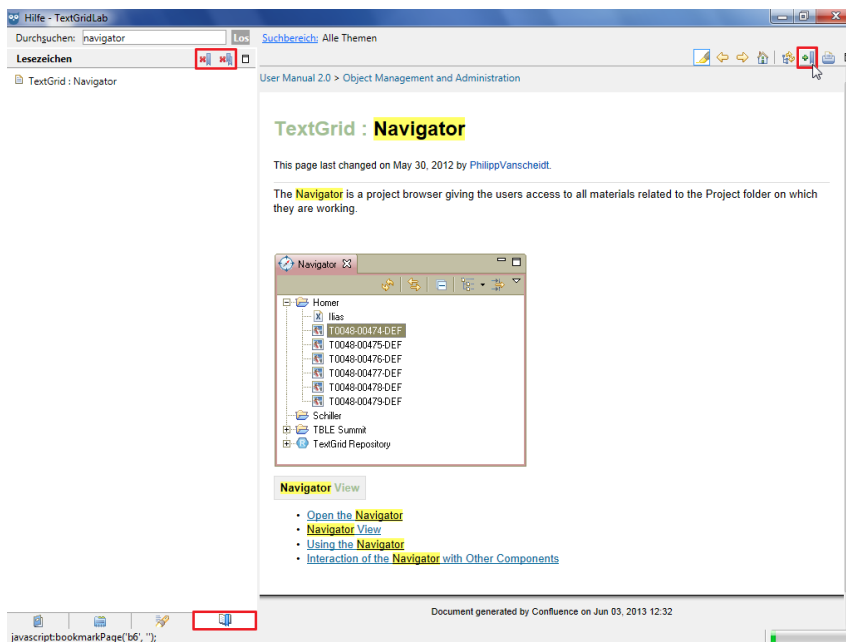 Hilfe - TextGridLab
Durchsuchen: navigator Los Suchbereich: Alle Themen
Lesezeichen
TextGrid : Navigator
User Manual 2.0 > Object Management and Administration
TextGrid : Navigator
This page last changed on May 30, 2012 by PhilippVanscheidt.
The Navigator is a project browser giving the users access to all materials related to the Project folder on which
they are working.
Navigator
Homer
Ilias
T0048-00474-DEF
T0048-00475-DEF
T0048-00476-DEF
T0048-00477-DEF
T0048-00478-DEF
T0048-00479-DEF
Schiller
TBLE Summit
TextGrid Repository
Navigator View
• Open the Navigator
• Navigator View
• Using the Navigator
• Interaction of the Navigator with Other Components
Document generated by Confluence on Jun 03, 2013 12:32
javascript:bookmarkPage('b6', '');